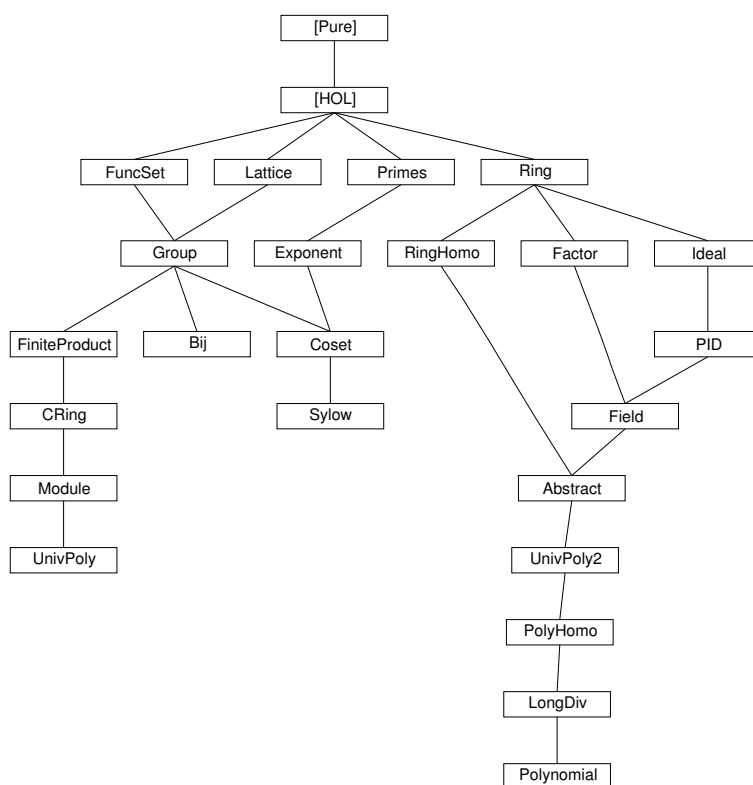 [Pure]
[HOL]
FuncSet
Lattice
Primes
Ring
Group
Exponent
RingHomo
Factor
Ideal
FiniteProduct
Bij
Coset
PID
CRing
Sylow
Field
Module
Abstract
UnivPoly
UnivPoly2
PolyHomo
LongDiv
Polynomial